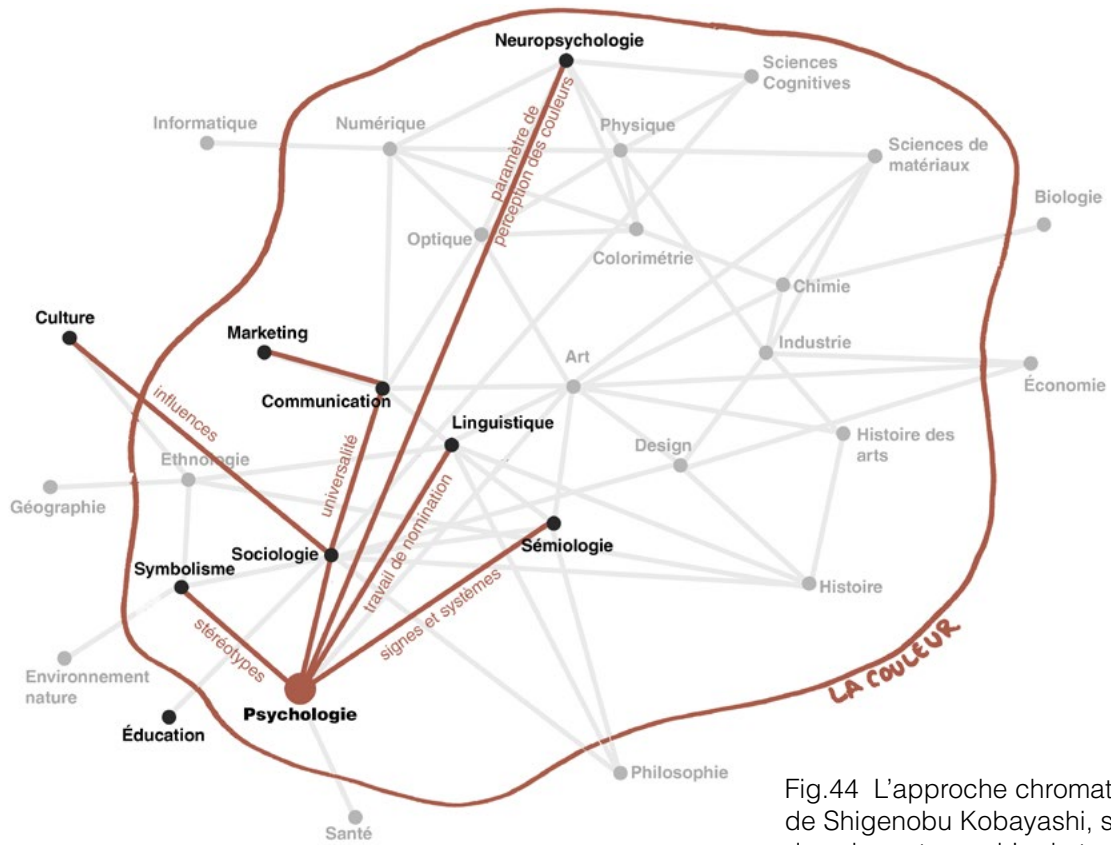 Neuropsychologie
Sciences
Cognitives
Informatique
Numérique
Physique
Sciences de
matériaux
paramètre de
perception des couleurs
Biologie
Optique
Colorimétrie
Chimie
Culture
Marketing
Industrie
Art
Économie
Communication
influences
Linguistique
Histoire des
arts
Design
Ethnologie
universalité
Géographie
travail de nomination
Sociologie
Sémiologie
Symbolisme
Histoire
signes et systèmes
stéréotypes
LA COULEUR
Environnement
nature
Psychologie
Éducation
Philosophie
Santé
Fig.44 L'approche chromat
de Shigenobu Kobayashi, s